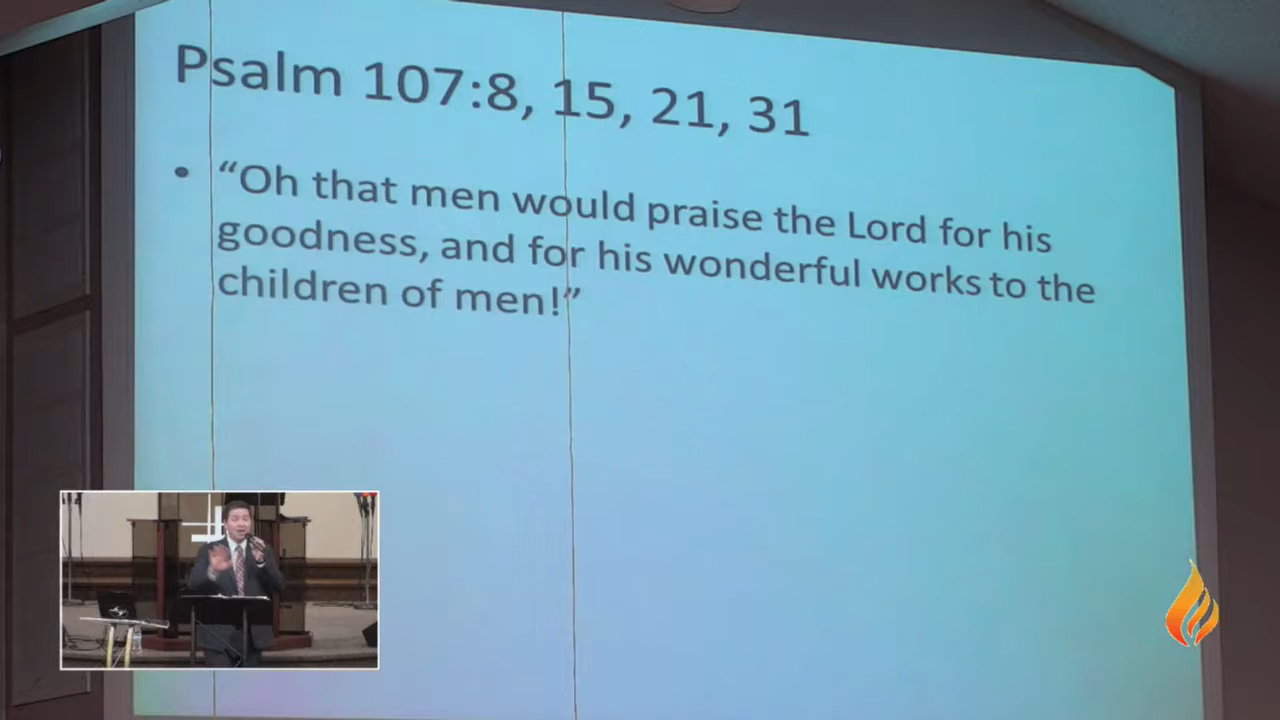 Psalm 107:8, 15, 21, 31
• “Oh that men would praise the Lord for his
goodness, and for his wonderful works to the
children of men!”